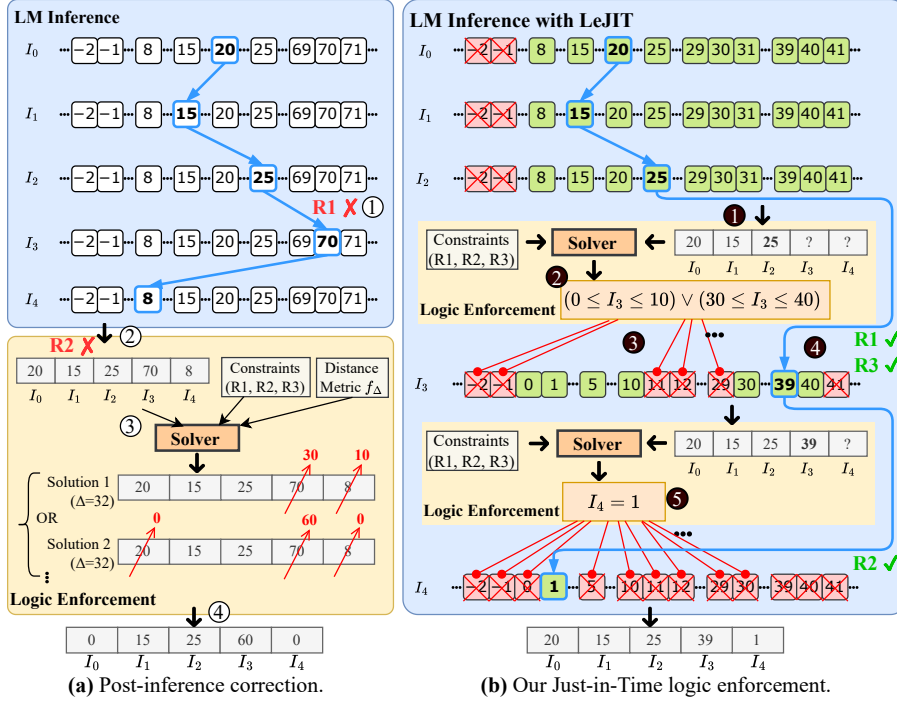 LM Inference
I₀ ··· −2 −1 ··· 8 ··· 15 ··· 20 ··· 25 ··· 69 70 71 ···
I₁ ··· −2 −1 ··· 8 ··· 15 ··· 20 ··· 25 ··· 69 70 71 ···
I₂ ··· −2 −1 ··· 8 ··· 15 ··· 20 ··· 25 ··· 69 70 71 ···
R1 ✗ ①
I₃ ··· −2 −1 ··· 8 ··· 15 ··· 20 ··· 25 ··· 69 70 71 ···
I₄ ··· −2 −1 ··· 8 ··· 15 ··· 20 ··· 25 ··· 69 70 71 ···
②
R2 ✗
20 15 25 70 8
I₀ I₁ I₂ I₃ I₄
Constraints
(R1, R2, R3)
Distance
Metric f_Δ
③
Solver
30 10
Solution 1
(Δ=32)
20 15 25 70 8
OR
0 60 0
Solution 2
(Δ=32)
20 15 25 70 8
⋮
Logic Enforcement
④
0 15 25 60 0
I₀ I₁ I₂ I₃ I₄
(a) Post-inference correction.
LM Inference with LeJIT
I₀ ··· −2 −1 ··· 8 ··· 15 ··· 20 ··· 25 ··· 29 30 31 ··· 39 40 41 ···
I₁ ··· −2 −1 ··· 8 ··· 15 ··· 20 ··· 25 ··· 29 30 31 ··· 39 40 41 ···
I₂ ··· −2 −1 ··· 8 ··· 15 ··· 20 ··· 25 ··· 29 30 31 ··· 39 40 41 ···
❶
Constraints
(R1, R2, R3)
Solver
20 15 25 ? ?
I₀ I₁ I₂ I₃ I₄
❷
(0 ≤ I₃ ≤ 10) ∨ (30 ≤ I₃ ≤ 40)
Logic Enforcement
❸ ··· ❹
R1 ✓
R3 ✓
I₃ ··· −2 −1 0 1 ··· 5 ··· 10 11 12 ··· 29 30 ··· 39 40 41 ···
Constraints
(R1, R2, R3)
Solver
20 15 25 39 ?
I₀ I₁ I₂ I₃ I₄
I₄ = 1
❺
Logic Enforcement
···
R2 ✓
I₄ ··· −2 −1 0 1 ··· 5 ··· 10 11 12 ··· 29 30 ··· 39 40 41 ···
20 15 25 39 1
I₀ I₁ I₂ I₃ I₄
(b) Our Just-in-Time logic enforcement.